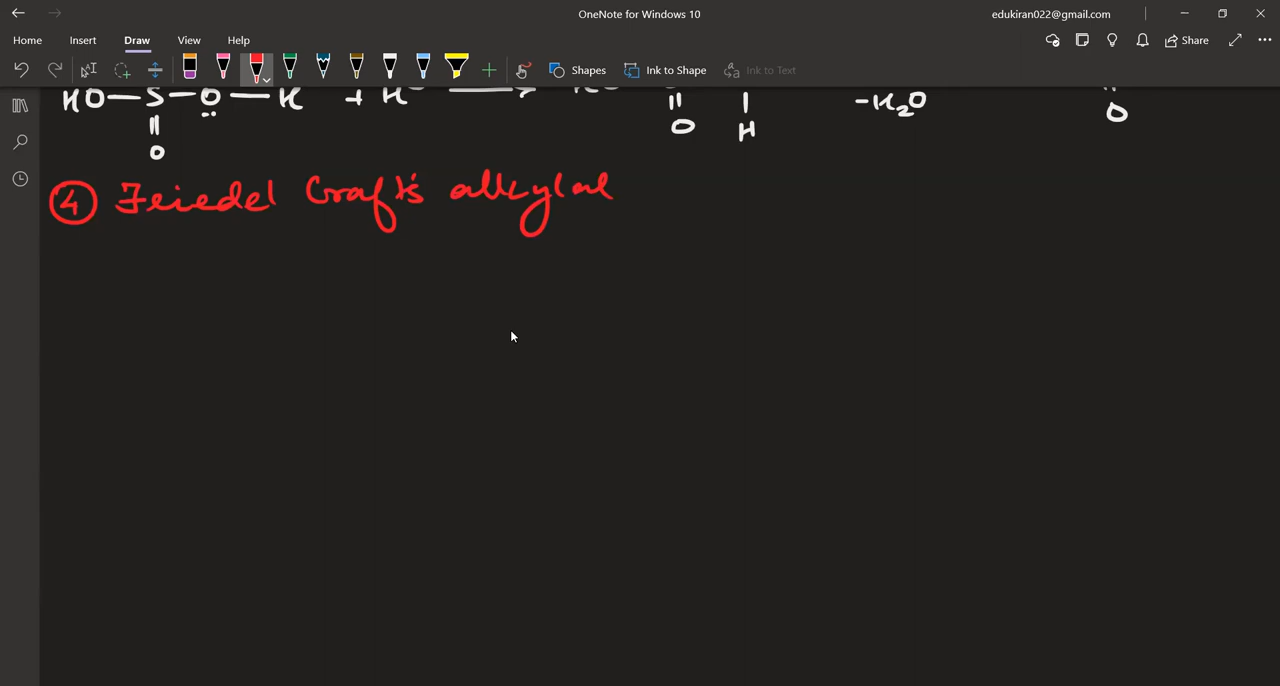 OneNote for Windows 10
edukiran022@gmail.com
Home Insert Draw View Help
Share
Shapes Ink to Shape Ink to Text
HO — S — O — H + H
-H2O
O H O
O
4 Friedel Craft's alkylat